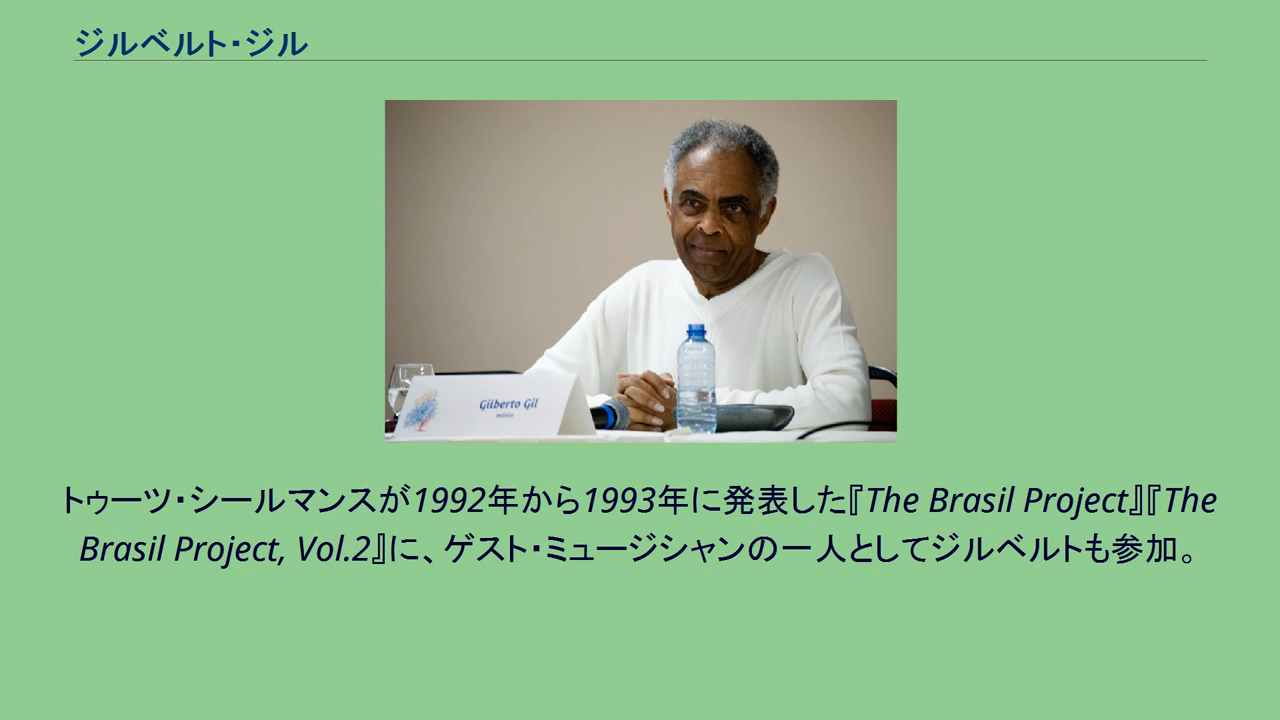 ジルベルト・ジル
Gilberto Gil
músico
トゥーツ・シールマンスが1992年から1993年に発表した『The Brasil Project』『The
Brasil Project, Vol.2』に、ゲスト・ミュージシャンの一人としてジルベルトも参加。